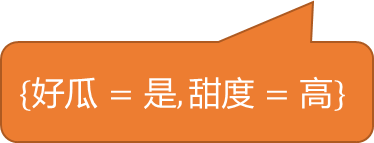 {好瓜 = 是, 甜度 = 高}